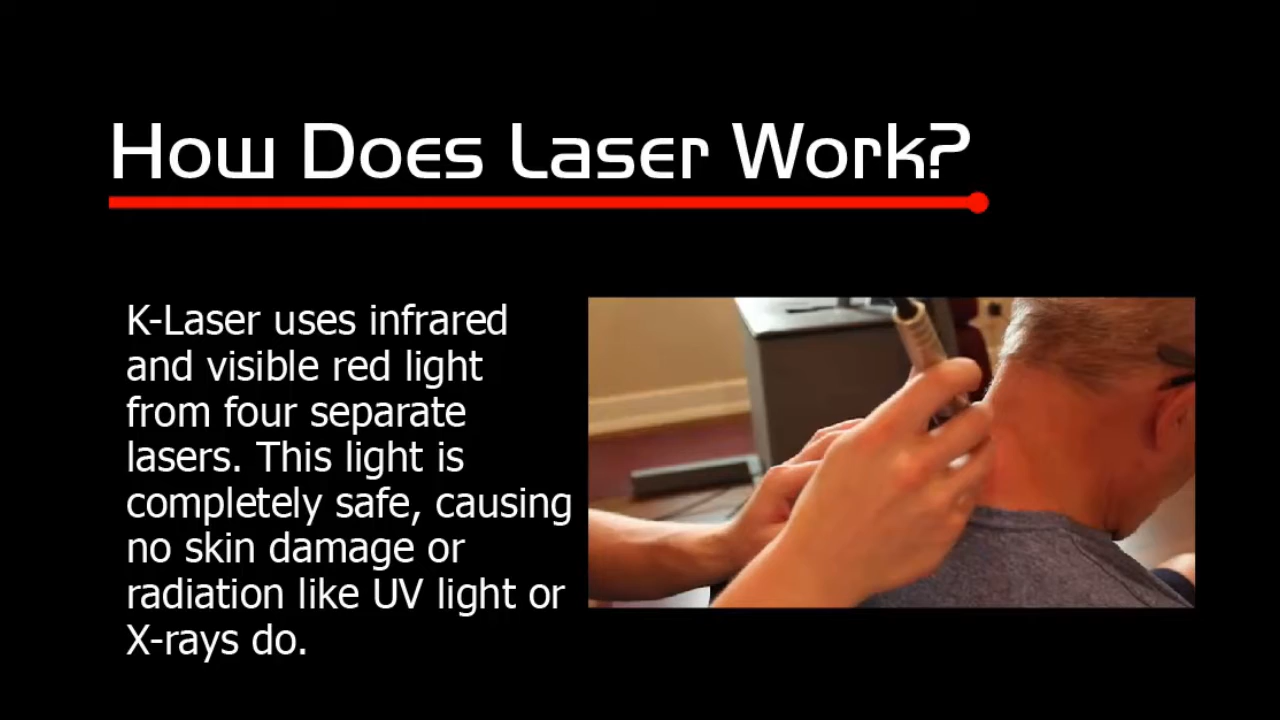 How Does Laser Work?
K-Laser uses infrared
and visible red light
from four separate
lasers. This light is
completely safe, causing
no skin damage or
radiation like UV light or
X-rays do.